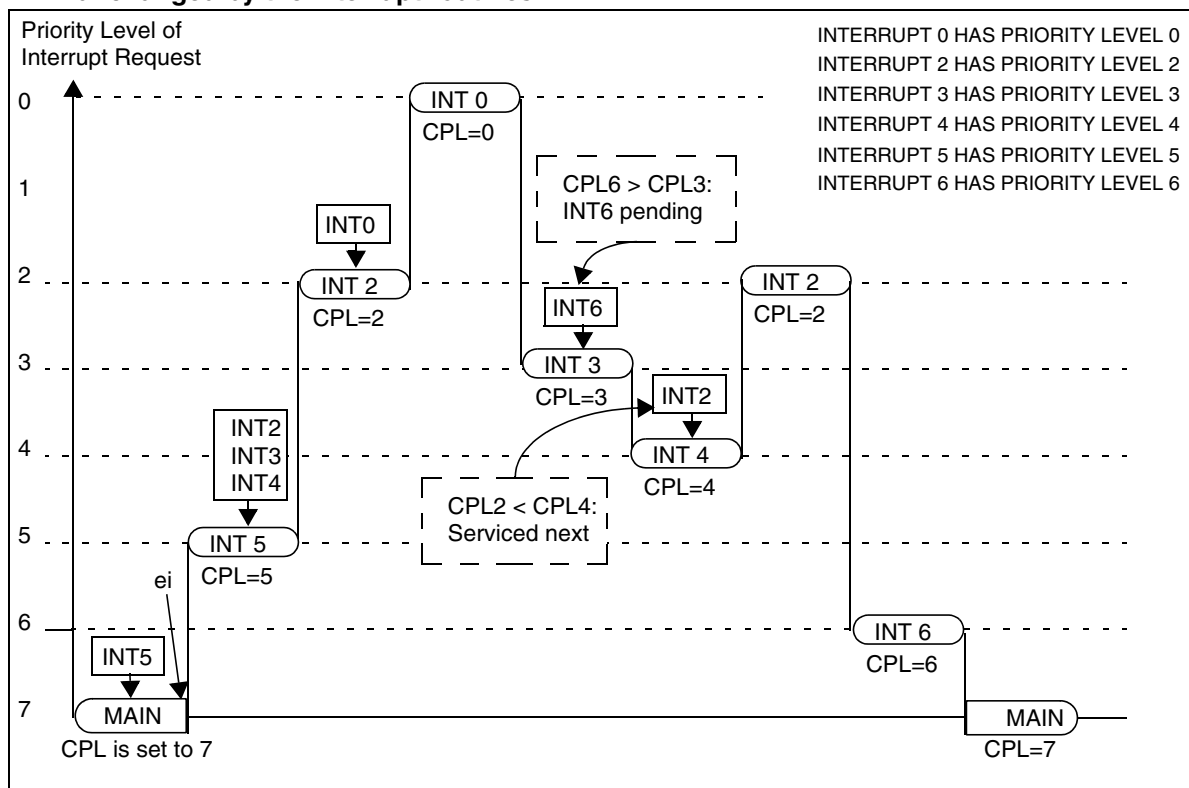 Priority Level of
Interrupt Request
INTERRUPT 0 HAS PRIORITY LEVEL 0
INTERRUPT 2 HAS PRIORITY LEVEL 2
INTERRUPT 3 HAS PRIORITY LEVEL 3
INTERRUPT 4 HAS PRIORITY LEVEL 4
INTERRUPT 5 HAS PRIORITY LEVEL 5
INTERRUPT 6 HAS PRIORITY LEVEL 6
0
INT 0
CPL=0
1
CPL6 > CPL3:
INT6 pending
INT0
2
INT 2
CPL=2
INT 2
CPL=2
INT6
3
INT 3
CPL=3
INT2
INT2
INT3
INT4
4
INT 4
CPL=4
CPL2 < CPL4:
Serviced next
5
INT 5
CPL=5
ei
6
INT 6
CPL=6
INT5
7
MAIN
CPL is set to 7
MAIN
CPL=7